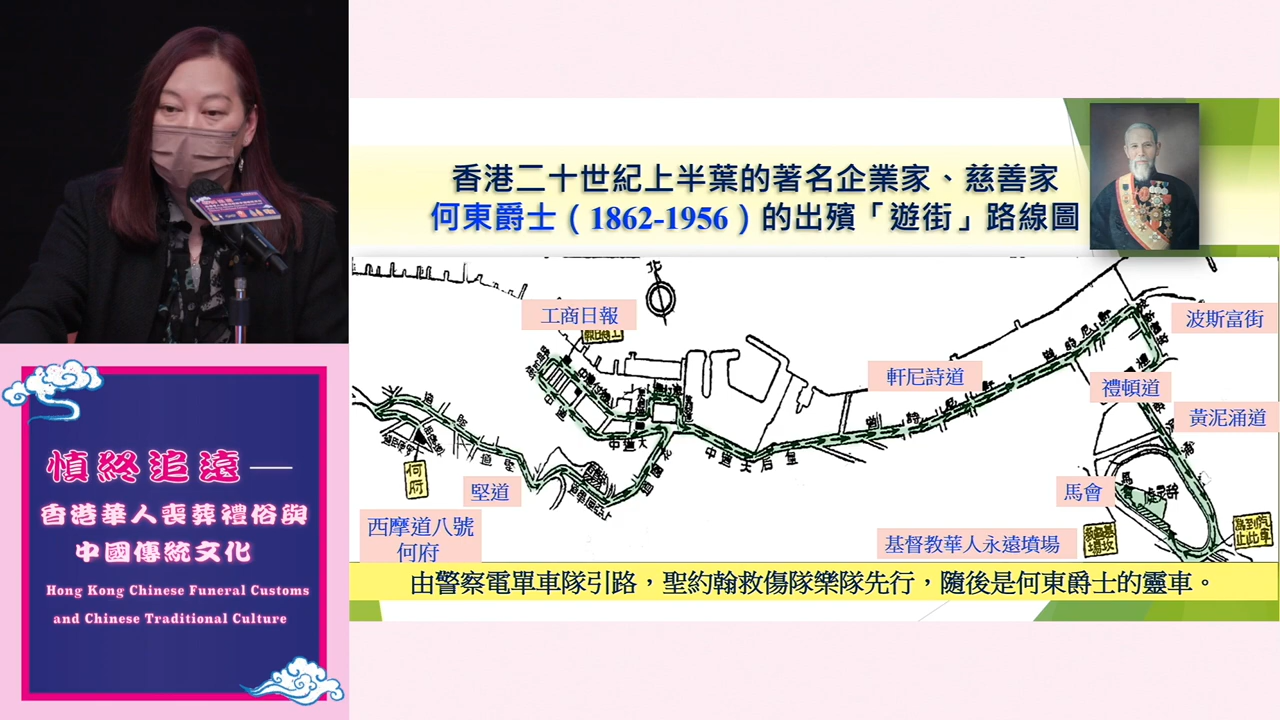 香港二十世紀上半葉的著名企業家、慈善家
何東爵士（1862-1956）的出殯「遊街」路線圖
北
工商日報
波斯富街
軒尼詩道
禮頓道
黃泥涌道
何府
堅道
馬會
西摩道八號
何府
基督教華人永遠墳場
由警察電單車隊引路，聖約翰救傷隊樂隊先行，隨後是何東爵士的靈車。
慎終追遠—
香港華人喪葬禮俗與
中國傳統文化
Hong Kong Chinese Funeral Customs
and Chinese Traditional Culture